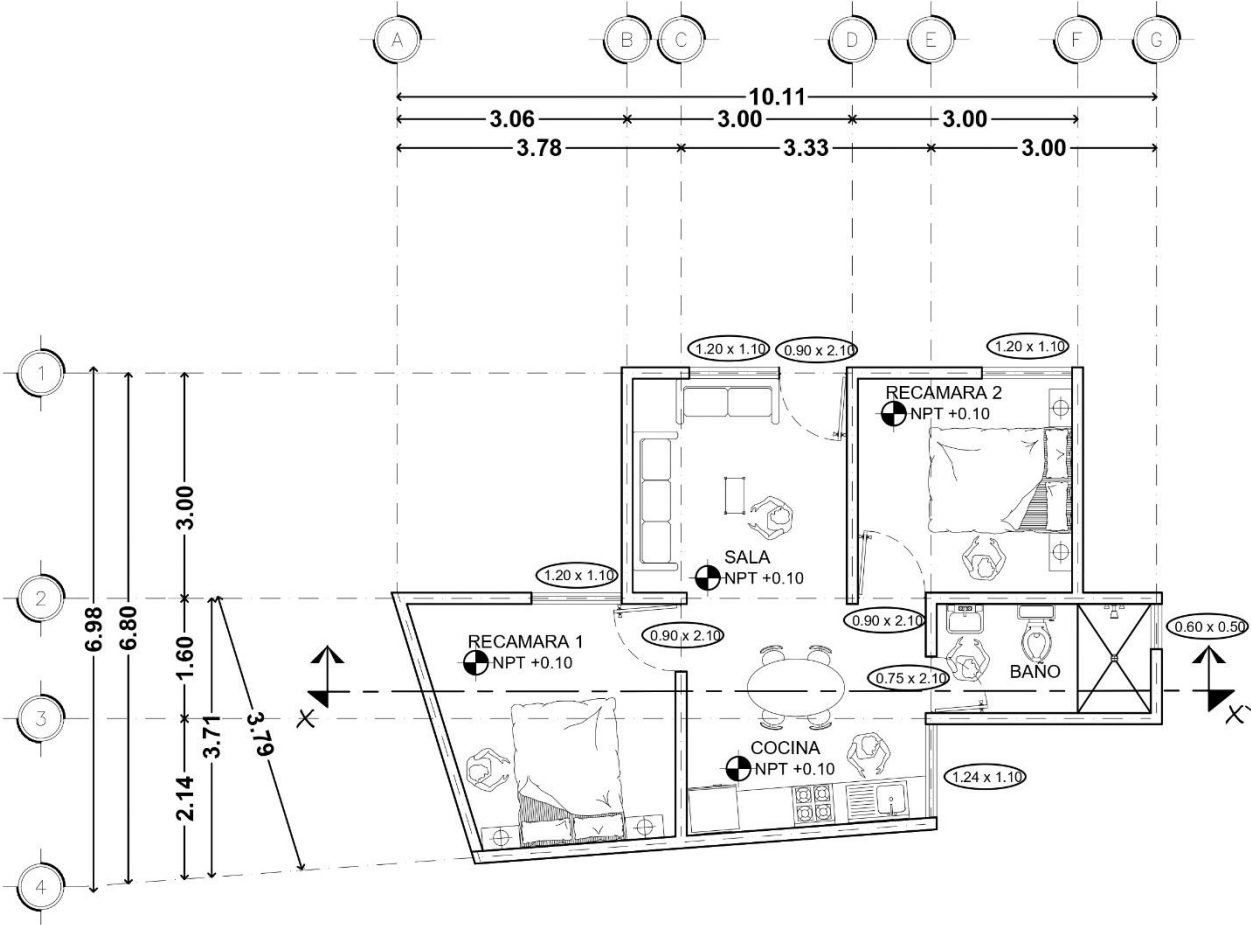 A B C D E F G
10.11
3.06 3.00 3.00
3.78 3.33 3.00
1
2
3
4
6.98
6.80
3.00
1.60
2.14
3.71
3.79
1.20 x 1.10
0.90 x 2.10
1.20 x 1.10
RECAMARA 2
NPT +0.10
SALA
NPT +0.10
1.20 x 1.10
RECAMARA 1
NPT +0.10
0.90 x 2.10
0.90 x 2.10
0.60 x 0.50
BAÑO
0.75 x 2.10
X
X`
COCINA
NPT +0.10
1.24 x 1.10